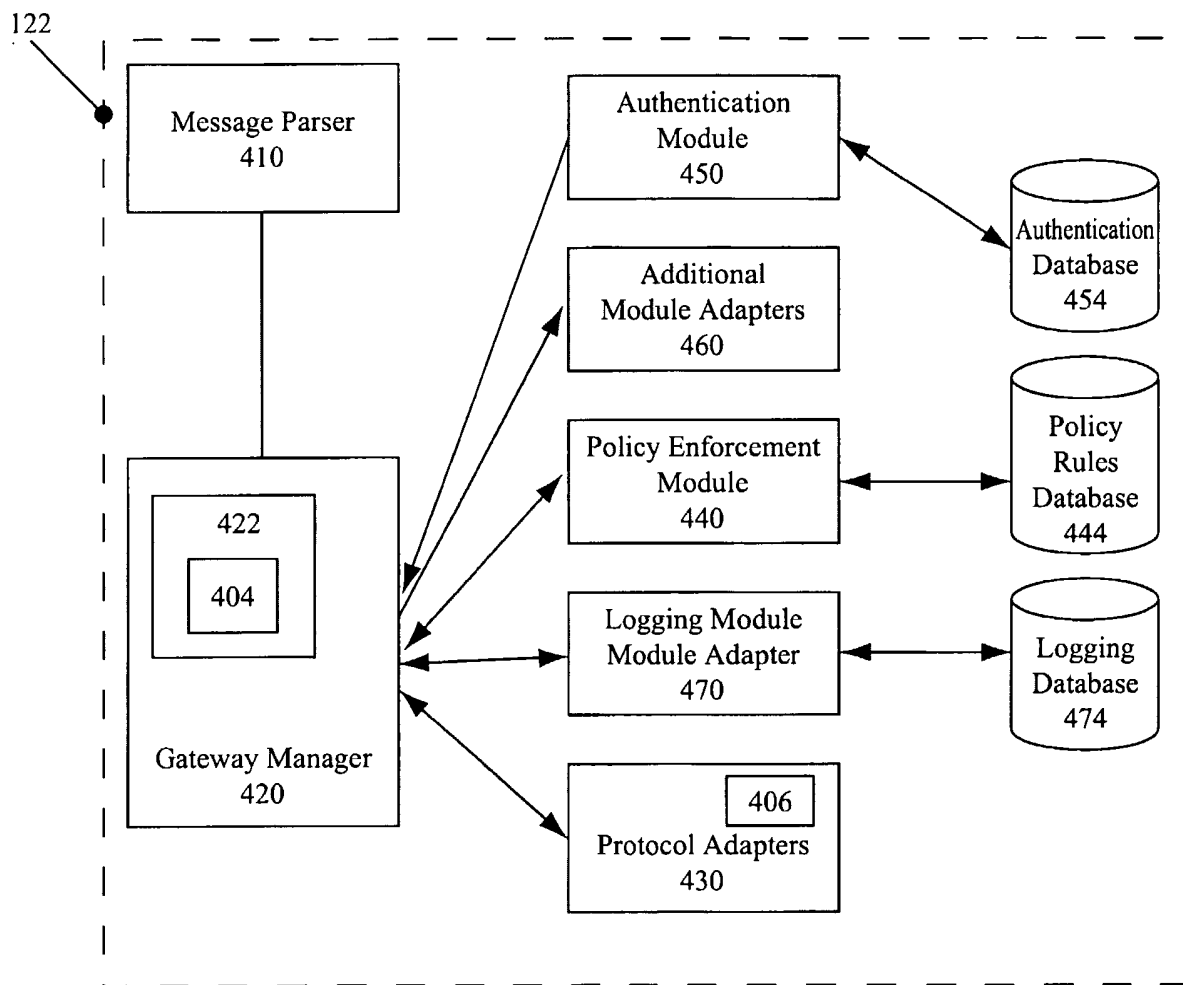 122
Message Parser
410
Authentication
Module
450
Authentication
Database
454
Additional
Module Adapters
460
Policy Enforcement
Module
440
Policy
Rules
Database
444
422
404
Gateway Manager
420
Logging Module
Module Adapter
470
Logging
Database
474
406
Protocol Adapters
430